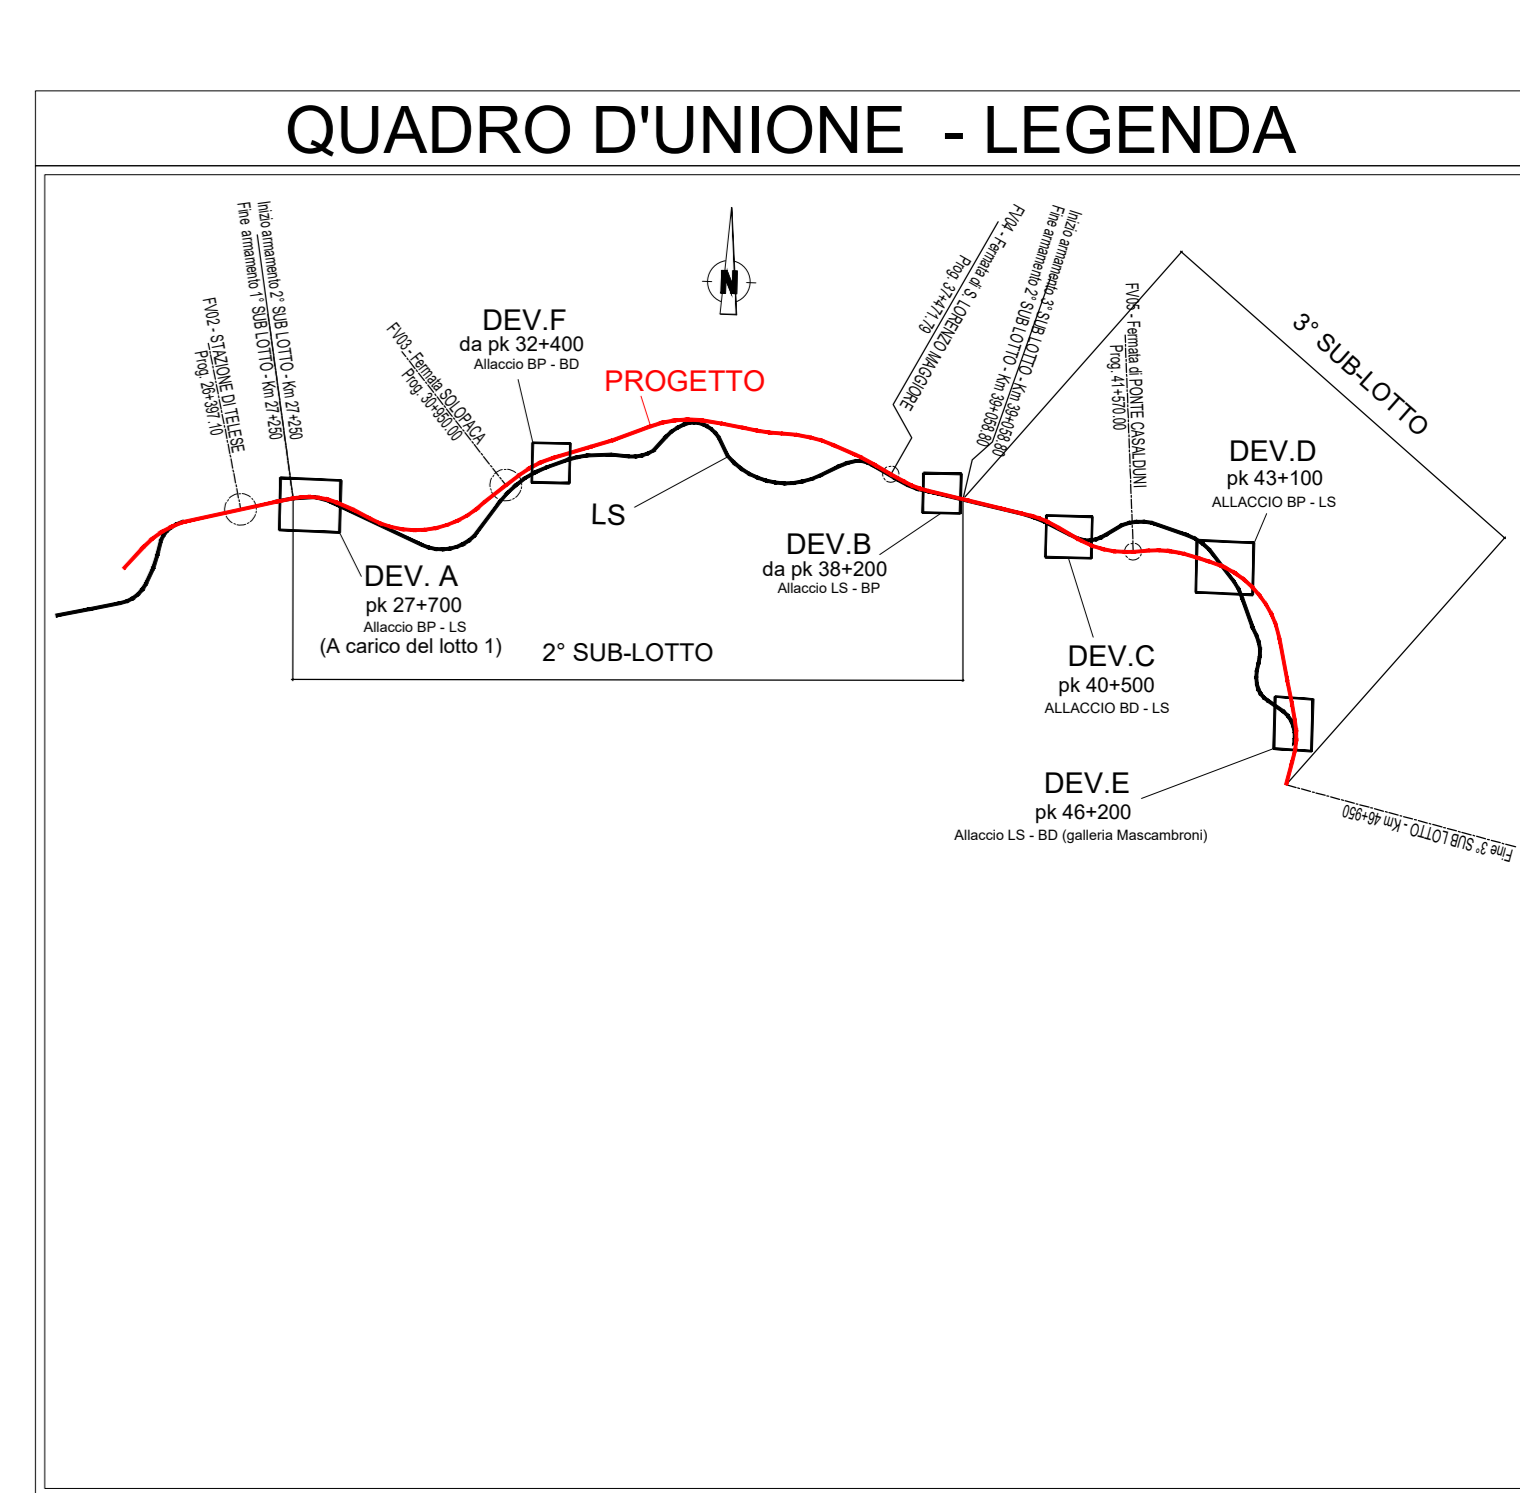 QUADRO D'UNIONE - LEGENDA
Inizio armamento 2° SUB LOTTO - Km 27+250
Fine armamento 1° SUB LOTTO - Km 27+250
FV02 - STAZIONE DI TELESE
Prog. 26+397.10
FV03 - Fermata SOLOPACA
Prog. 30+950.00
DEV.F
da pk 32+400
Allaccio BP - BD
PROGETTO
N
FV04 - Fermata di S. LORENZO MAGGIORE
Prog. 37+471.79
Inizio armamento 3° SUB LOTTO - Km 39+058.80
Fine armamento 2° SUB LOTTO - Km 39+058.80
FV05 - Fermata di PONTE CASALDUNI
Prog. 41+570.00
3° SUB-LOTTO
DEV.D
pk 43+100
ALLACCIO BP - LS
LS
DEV.B
da pk 38+200
Allaccio LS - BP
DEV. A
pk 27+700
Allaccio BP - LS
(A carico del lotto 1)
2° SUB-LOTTO
DEV.C
pk 40+500
ALLACCIO BD - LS
DEV.E
pk 46+200
Allaccio LS - BD (galleria Mascambroni)
Fine 3° SUB LOTTO - Km 46+950